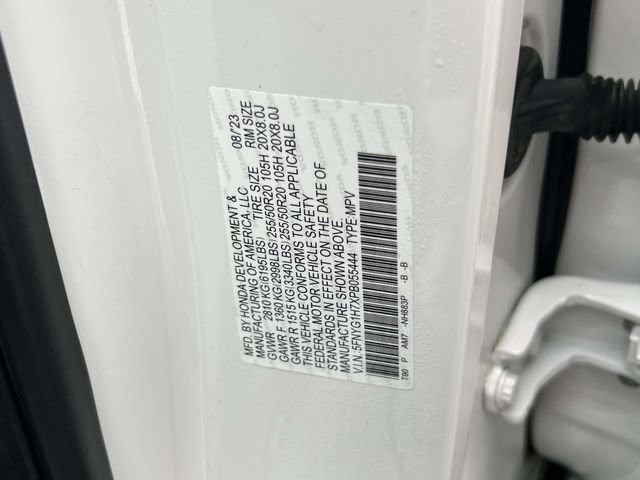 MFD. BY HONDA DEVELOPMENT &
MANUFACTURING OF AMERICA, LLC 08/'23
GVWR 2810KG(6195LBS) TIRE SIZE RIM SIZE
GAWR F 1360KG(2998LBS) 255/50R20 105H 20X8.0J
GAWR R 1515KG(3340LBS) 255/50R20 105H 20X8.0J
THIS VEHICLE CONFORMS TO ALL APPLICABLE
FEDERAL MOTOR VEHICLE SAFETY
STANDARDS IN EFFECT ON THE DATE OF
MANUFACTURE SHOWN ABOVE.
V.I.N.:5FNYG1H7XPB055444 TYPE:MPV
T90 P AM7 -NH883P -B -B